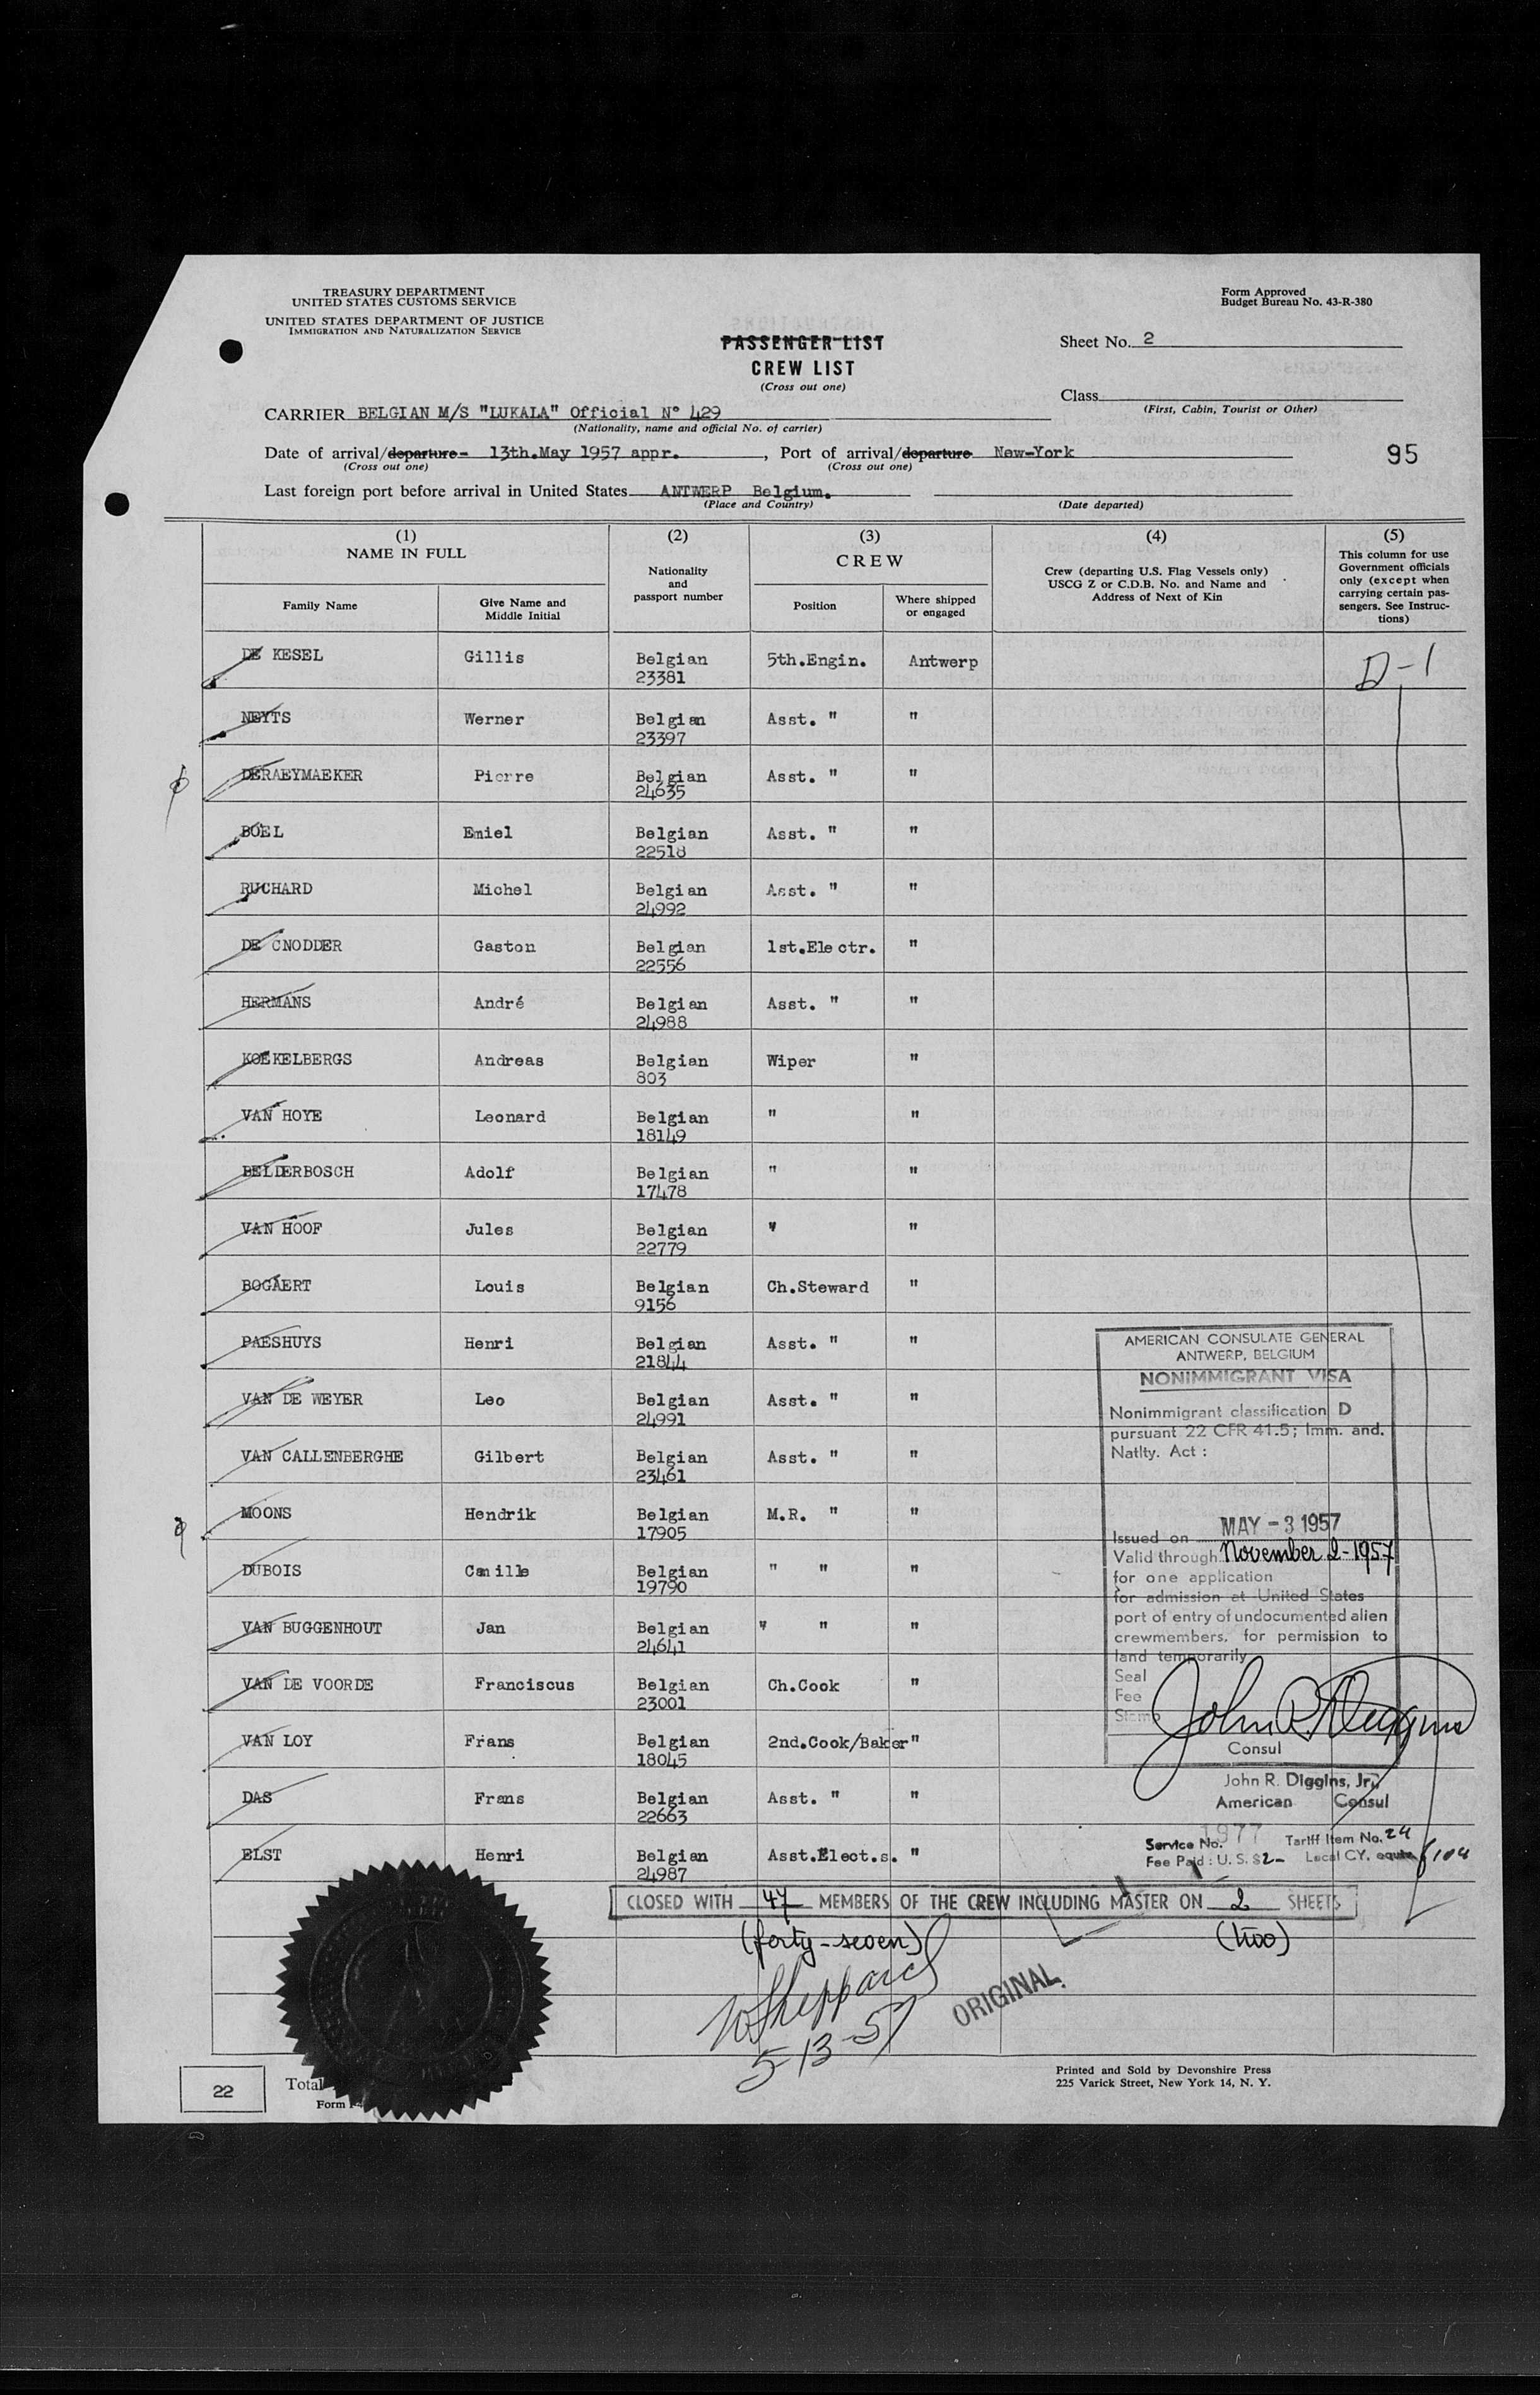 TREASURY DEPARTMENT
UNITED STATES CUSTOMS SERVICE
UNITED STATES DEPARTMENT OF JUSTICE
IMMIGRATION AND NATURALIZATION SERVICE
Form Approved
Budget Bureau No. 43-R-380
PASSENGER LIST
CREW LIST
(Cross out one)
Sheet No. 2
Class
(First, Cabin, Tourist or Other)
CARRIER BELGIAN M/S "LUKALA" Official N° 429
(Nationality, name and official No. of carrier)
Date of arrival/departure - 13th.May 1957 appr. , Port of arrival/departure New-York
(Cross out one) (Cross out one)
95
Last foreign port before arrival in United States ANTWERP Belgium.
(Place and Country) (Date departed)
(1) (2) (3) (4) (5)
NAME IN FULL
Family Name
Give Name and
Middle Initial
Nationality
and
passport number
CREW
Position
Where shipped
or engaged
Crew (departing U.S. Flag Vessels only)
USCG Z or C.D.B. No. and Name and
Address of Next of Kin
This column for use
Government officials
only (except when
carrying certain pas-
sengers. See Instruc-
tions)
DE KESEL Gillis Belgian 5th.Engin. Antwerp D-1
23381
NEYTS Werner Belgian Asst. " "
23397
DERAEYMAEKER Pierre Belgian Asst. " "
24635
BOEL Emiel Belgian Asst. " "
22518
RUCHARD Michel Belgian Asst. " "
24992
DE CNODDER Gaston Belgian 1st.Electr. "
22556
HERMANS André Belgian Asst. " "
24988
KOEKELBERGS Andreas Belgian Wiper "
803
VAN HOYE Leonard Belgian " "
18149
BELDERBOSCH Adolf Belgian " "
17478
VAN HOOF Jules Belgian " "
22779
BOGAERT Louis Belgian Ch.Steward "
9156
PAESHUYS Henri Belgian Asst. " "
21844
VAN DE WEYER Leo Belgian Asst. " "
24991
VAN CALLENBERGHE Gilbert Belgian Asst. " "
23461
MOONS Hendrik Belgian M.R. " "
17905
DUBOIS Camille Belgian " " "
19790
VAN BUGGENHOUT Jan Belgian " " "
24641
VAN DE VOORDE Franciscus Belgian Ch.Cook "
23001
VAN LOY Frans Belgian 2nd.Cook/Baker "
18045
DAS Frans Belgian Asst. " "
22663
ELST Henri Belgian Asst.Elect.s. "
24987
AMERICAN CONSULATE GENERAL
ANTWERP, BELGIUM
NONIMMIGRANT VISA
Nonimmigrant classification D
pursuant 22 CFR 41.5; Imm. and.
Natlty. Act :
Issued on MAY - 3 1957
Valid through November 2-1957
for one application
for admission at United States
port of entry of undocumented alien
crewmembers, for permission to
land temporarily
Seal
Fee
Stamp
John R. Diggins
Consul
John R. Diggins, Jr.
American Consul
Service No. 1977 Tariff Item No. 24
Fee Paid : U. S. $ 2- Local CY. equiv. 104
CLOSED WITH 47 MEMBERS OF THE CREW INCLUDING MASTER ON 2 SHEETS
(forty-seven) (two)
W Sheppard
5-13-57
ORIGINAL
22
Total
Form I-4
Printed and Sold by Devonshire Press
225 Varick Street, New York 14, N. Y.